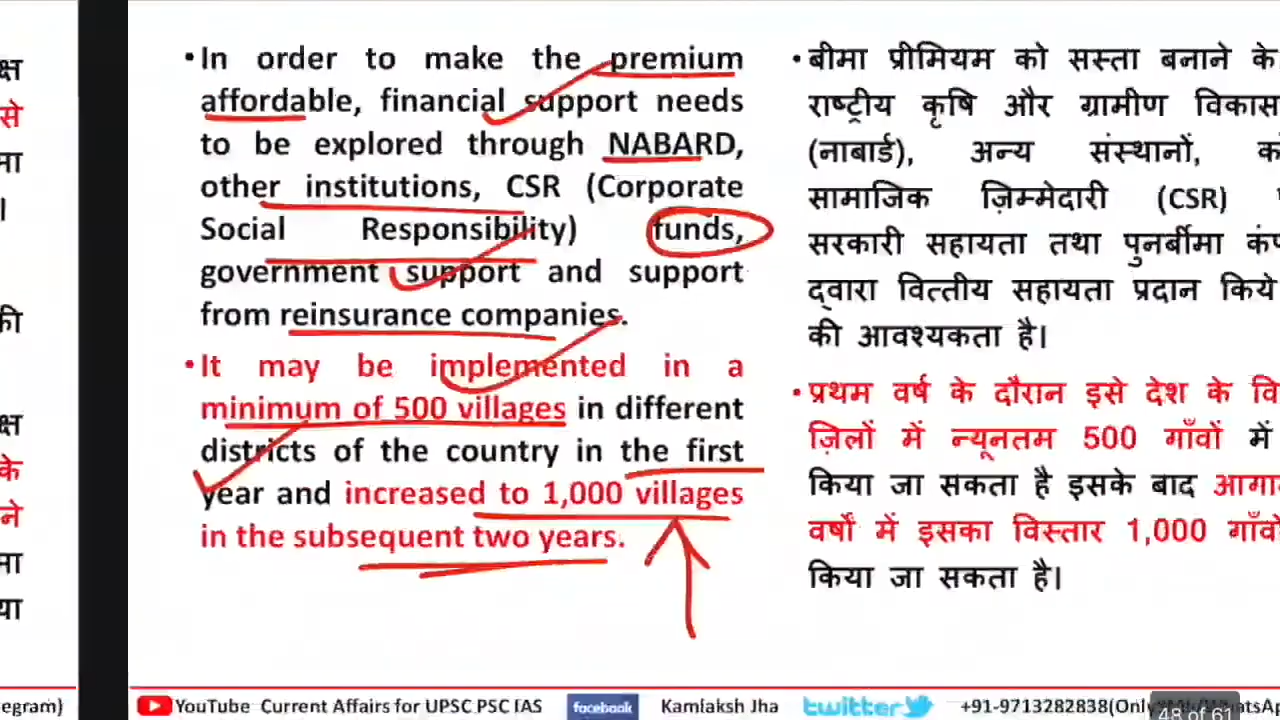 क्ष
से
मा
।
की
क्ष
के
ने
मा
या
• In order to make the premium
affordable, financial support needs
to be explored through NABARD,
other institutions, CSR (Corporate
Social Responsibility) funds,
government support and support
from reinsurance companies.
• It may be implemented in a
minimum of 500 villages in different
districts of the country in the first
year and increased to 1,000 villages
in the subsequent two years.
• बीमा प्रीमियम को सस्ता बनाने के
राष्ट्रीय कृषि और ग्रामीण विकास
(नाबार्ड), अन्य संस्थानों,
सामाजिक ज़िम्मेदारी (CSR)
सरकारी सहायता तथा पुनर्बीमा
द्वारा वित्तीय सहायता प्रदान किये
की आवश्यकता है।
• प्रथम वर्ष के दौरान इसे देश के
ज़िलों में न्यूनतम 500 गाँवों में
किया जा सकता है इसके बाद
वर्षों में इसका विस्तार 1,000
किया जा सकता है।
egram)
YouTube Current Affairs for UPSC PSC IAS facebook Kamlaksh Jha twitter +91-9713282838(Only
48 of 61